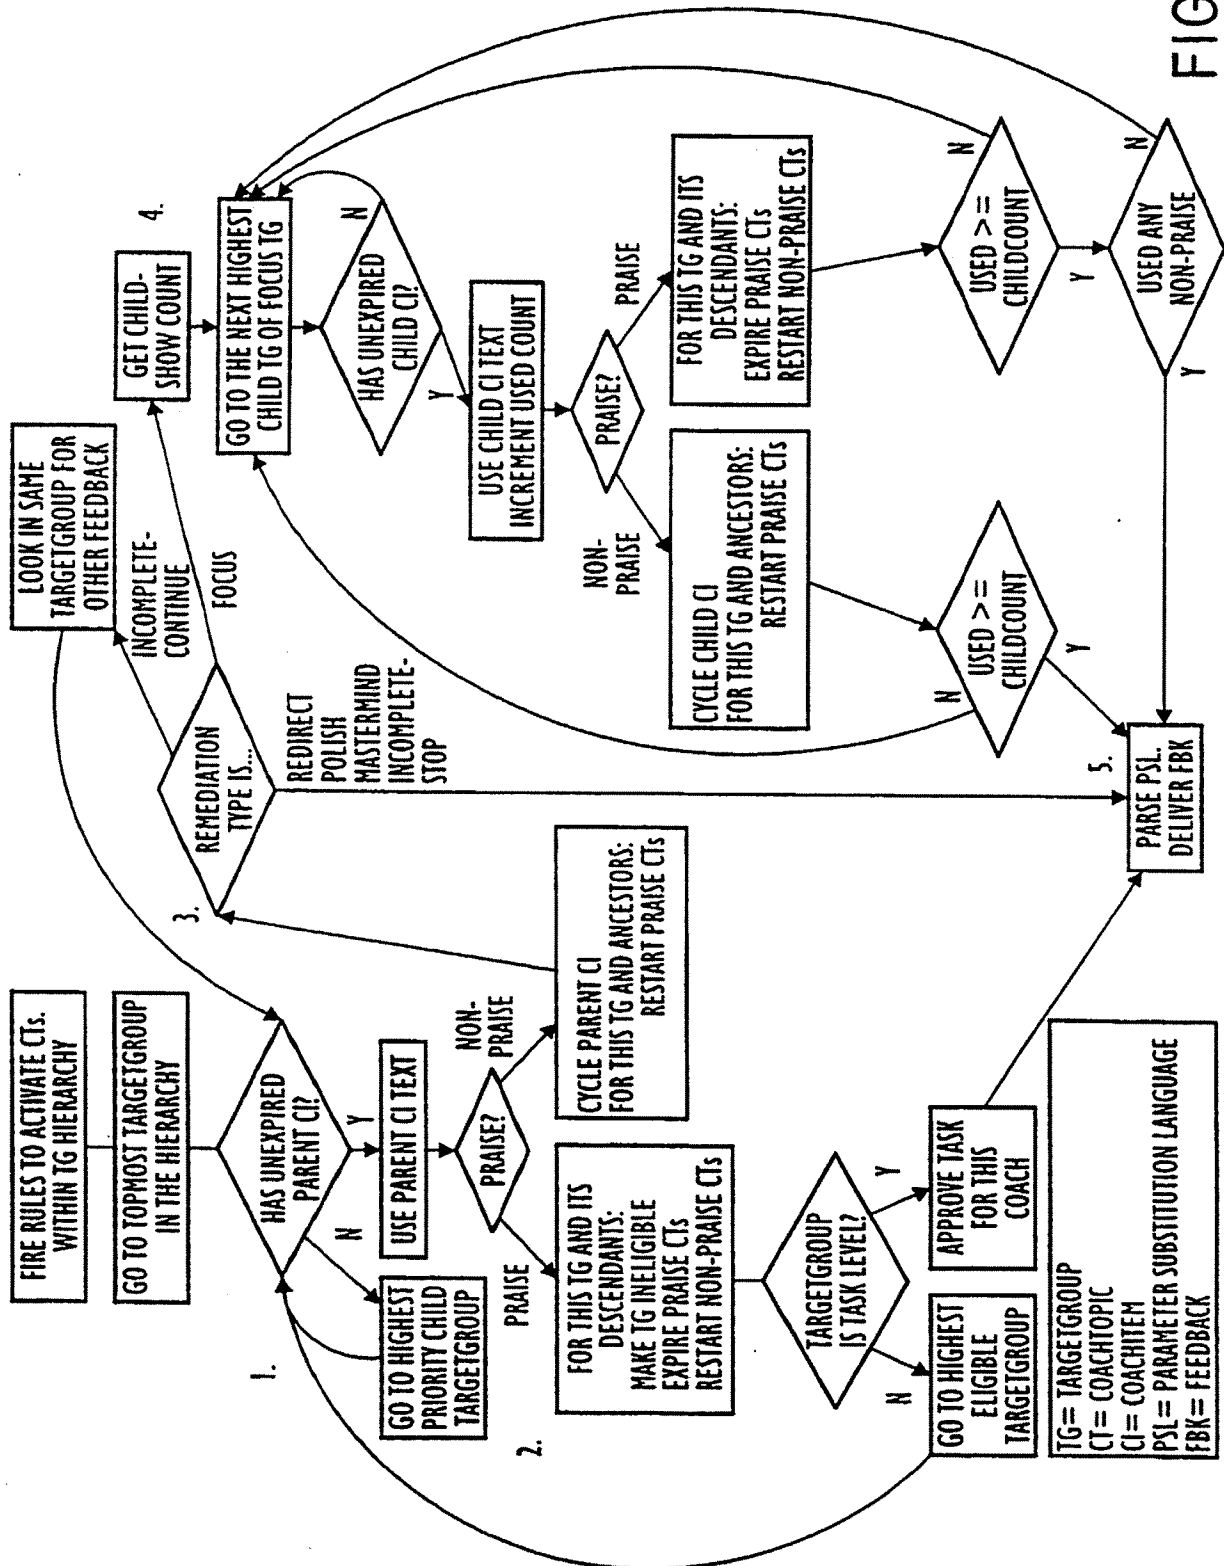 FIRE RULES TO ACTIVATE CTs.
WITHIN TG HIERARCHY
GO TO TOPMOST TARGETGROUP
IN THE HIERARCHY
1.
HAS UNEXPIRED
PARENT CI?
N
Y
GO TO HIGHEST
PRIORITY CHILD
TARGETGROUP
USE PARENT CI TEXT
2.
PRAISE?
PRAISE
NON-
PRAISE
FOR THIS TG AND ITS
DESCENDANTS:
MAKE TG INELIGIBLE
EXPIRE PRAISE CTs
RESTART NON-PRAISE CTs
CYCLE PARENT CI
FOR THIS TG AND ANCESTORS:
RESTART PRAISE CTs
TARGETGROUP
IS TASK LEVEL?
N
Y
GO TO HIGHEST
ELIGIBLE
TARGETGROUP
APPROVE TASK
FOR THIS
COACH
TG= TARGETGROUP
CT= COACHTOPIC
CI= COACHITEM
PSL= PARAMETER SUBSTITUTION LANGUAGE
FBK= FEEDBACK
3.
REMEDIATION
TYPE IS...
LOOK IN SAME
TARGETGROUP FOR
OTHER FEEDBACK
INCOMPLETE-
CONTINUE
FOCUS
REDIRECT
POLISH
MASTERMIND
INCOMPLETE-
STOP
4.
GET CHILD-
SHOW COUNT
GO TO THE NEXT HIGHEST
CHILD TG OF FOCUS TG
HAS UNEXPIRED
CHILD CI?
N
Y
USE CHILD CI TEXT
INCREMENT USED COUNT
PRAISE?
NON-
PRAISE
PRAISE
CYCLE CHILD CI
FOR THIS TG AND ANCESTORS:
RESTART PRAISE CTs
FOR THIS TG AND ITS
DESCENDANTS:
EXPIRE PRAISE CTs
RESTART NON-PRAISE CTs
USED >=
CHILDCOUNT
N
Y
USED >=
CHILDCOUNT
N
Y
USED ANY
NON-PRAISE
N
Y
5.
PARSE PSL.
DELIVER FBK
FIG